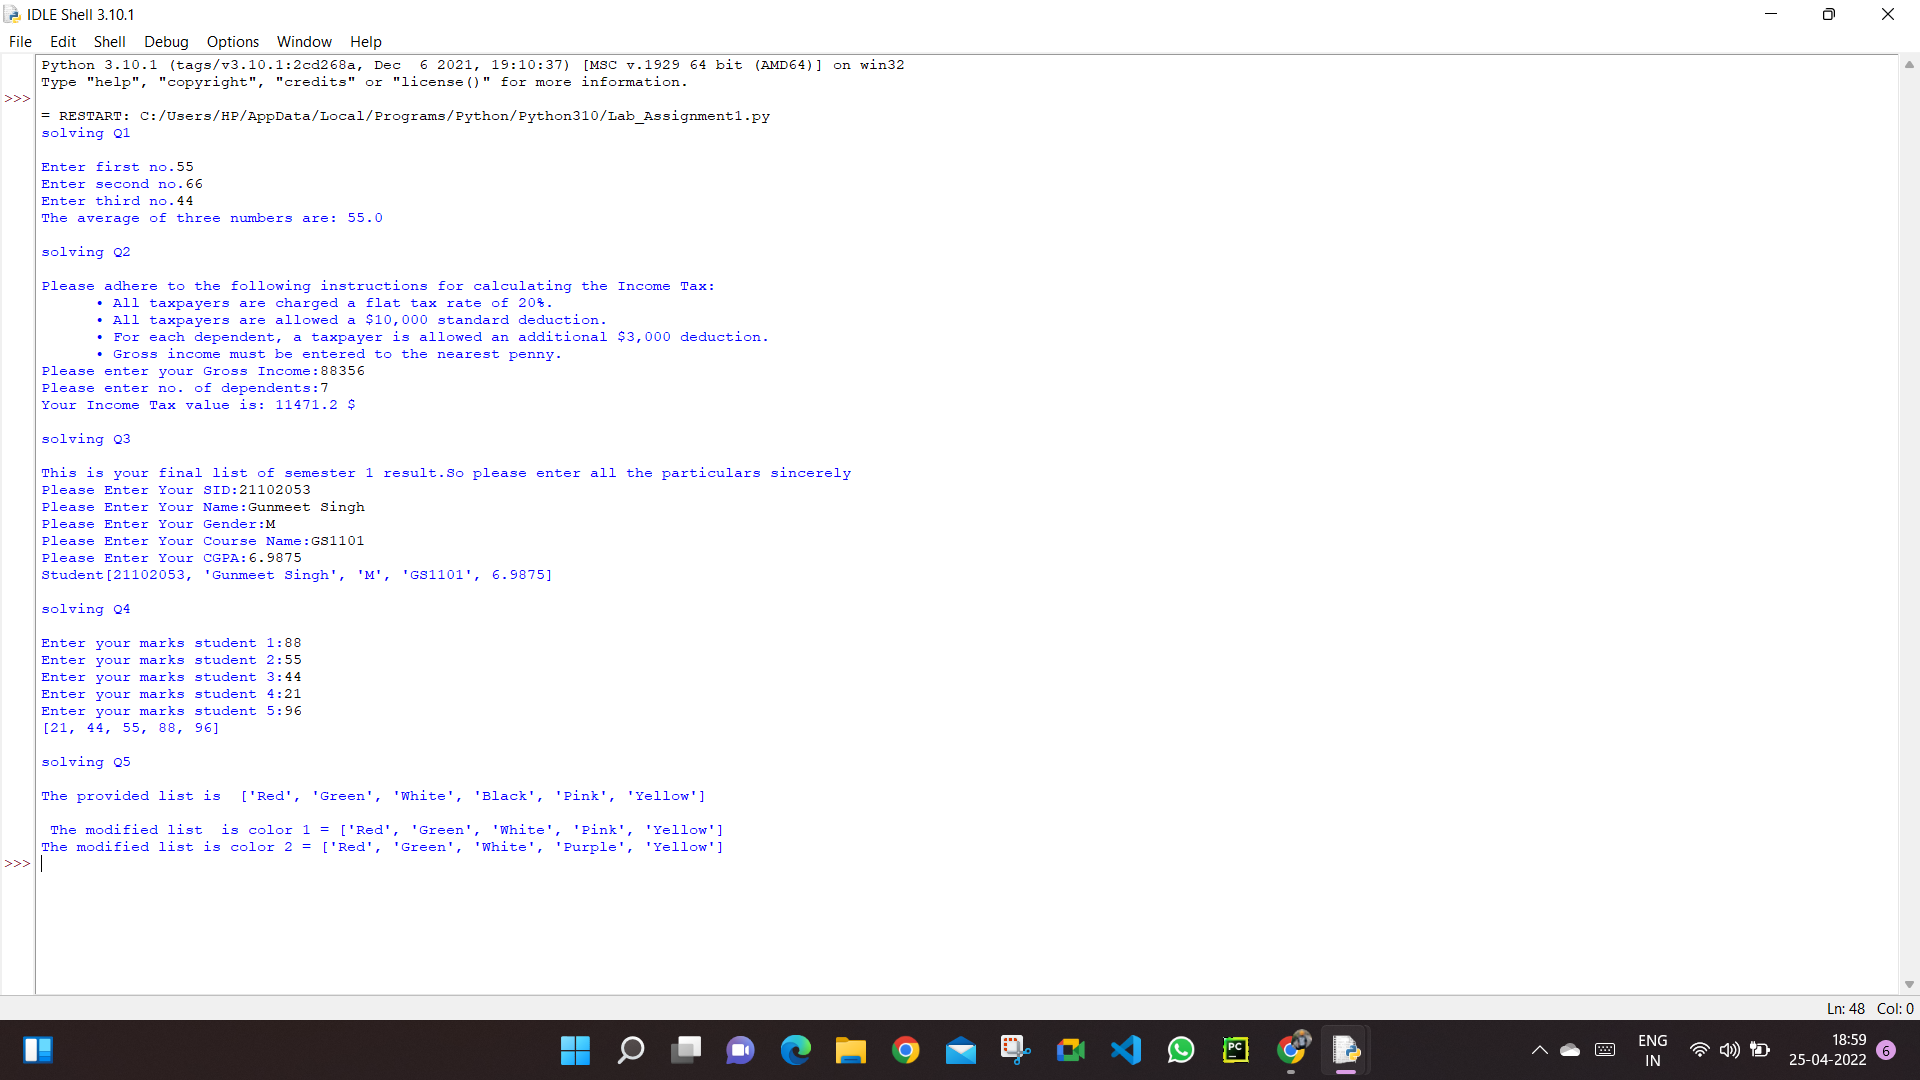 IDLE Shell 3.10.1
File Edit Shell Debug Options Window Help
Python 3.10.1 (tags/v3.10.1:2cd268a, Dec  6 2021, 19:10:37) [MSC v.1929 64 bit (AMD64)] on win32
Type "help", "copyright", "credits" or "license()" for more information.
>>>
= RESTART: C:/Users/HP/AppData/Local/Programs/Python/Python310/Lab_Assignment1.py
solving Q1
Enter first no.55
Enter second no.66
Enter third no.44
The average of three numbers are: 55.0
solving Q2
Please adhere to the following instructions for calculating the Income Tax:
• All taxpayers are charged a flat tax rate of 20%.
• All taxpayers are allowed a $10,000 standard deduction.
• For each dependent, a taxpayer is allowed an additional $3,000 deduction.
• Gross income must be entered to the nearest penny.
Please enter your Gross Income:88356
Please enter no. of dependents:7
Your Income Tax value is: 11471.2 $
solving Q3
This is your final list of semester 1 result.So please enter all the particulars sincerely
Please Enter Your SID:21102053
Please Enter Your Name:Gunmeet Singh
Please Enter Your Gender:M
Please Enter Your Course Name:GS1101
Please Enter Your CGPA:6.9875
Student[21102053, 'Gunmeet Singh', 'M', 'GS1101', 6.9875]
solving Q4
Enter your marks student 1:88
Enter your marks student 2:55
Enter your marks student 3:44
Enter your marks student 4:21
Enter your marks student 5:96
[21, 44, 55, 88, 96]
solving Q5
The provided list is  ['Red', 'Green', 'White', 'Black', 'Pink', 'Yellow']
The modified list  is color 1 = ['Red', 'Green', 'White', 'Pink', 'Yellow']
The modified list is color 2 = ['Red', 'Green', 'White', 'Purple', 'Yellow']
>>>
Ln: 48 Col: 0
PC
ENG
IN
18:59
25-04-2022
6